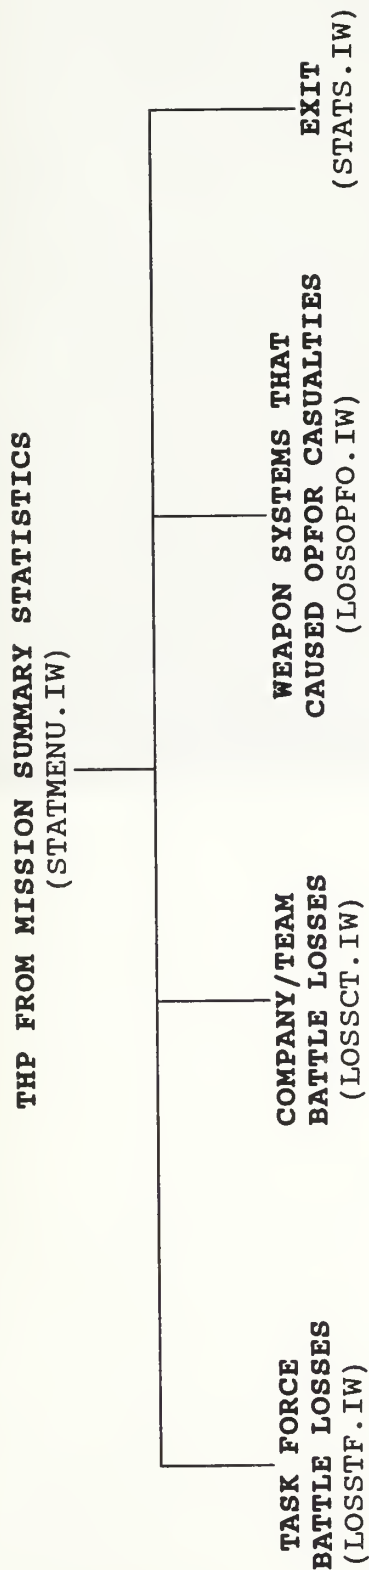 THP FROM MISSION SUMMARY STATISTICS
(STATMENU.IW)
TASK FORCE
BATTLE LOSSES
(LOSSTF.IW)
COMPANY/TEAM
BATTLE LOSSES
(LOSSCT.IW)
WEAPON SYSTEMS THAT
CAUSED OPFOR CASUALTIES
(LOSSOPFO.IW)
EXIT
(STATS.IW)